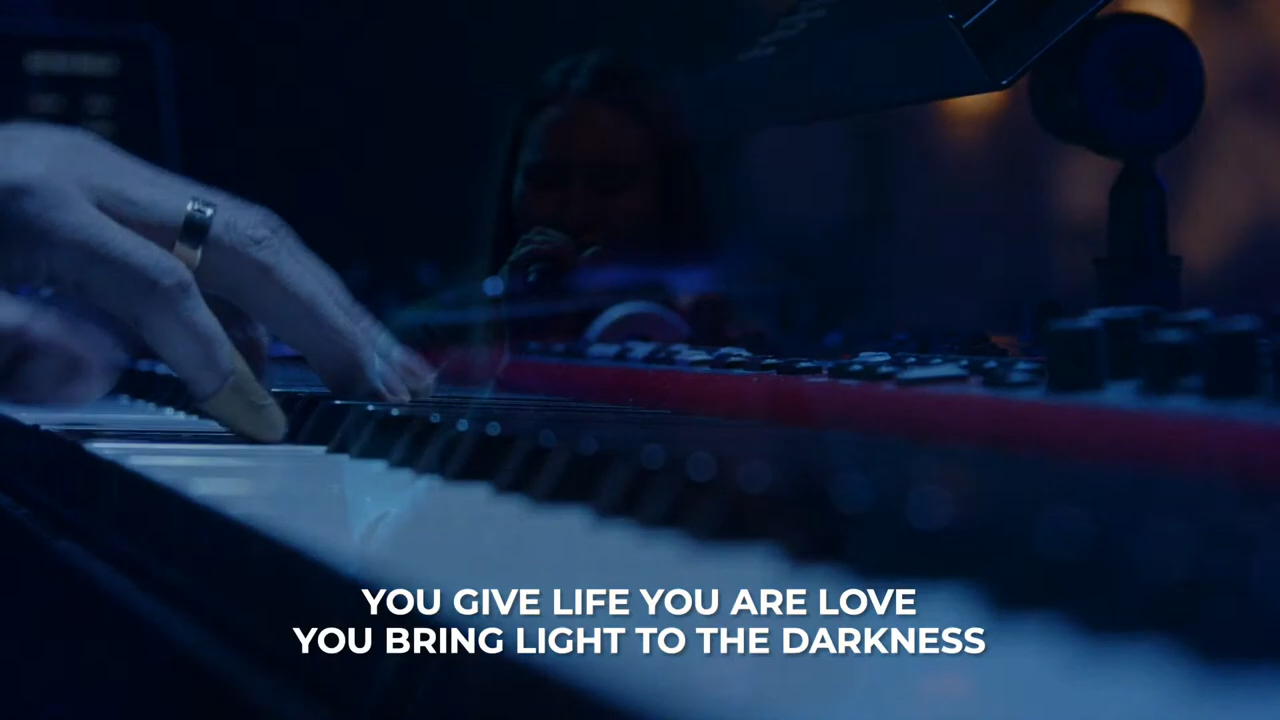 YOU GIVE LIFE YOU ARE LOVE
YOU BRING LIGHT TO THE DARKNESS